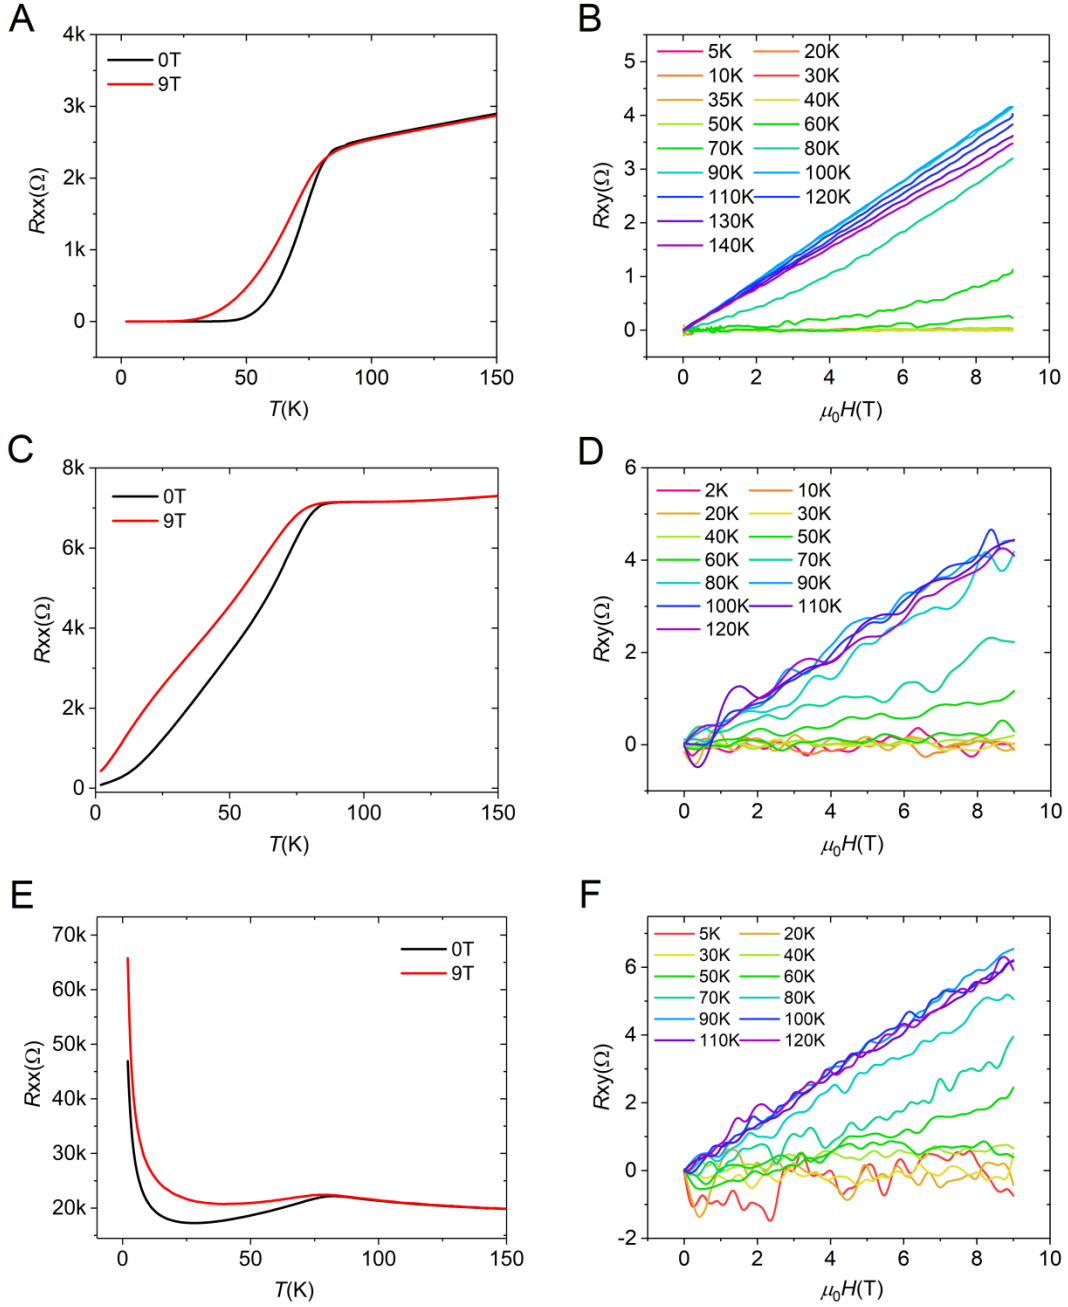 A
4k
3k
2k
1k
0
0T
9T
Rxx(Ω)
0 50 100 150
T(K)
B
5
4
3
2
1
0
5K 20K
10K 30K
35K 40K
50K 60K
70K 80K
90K 100K
110K 120K
130K
140K
Rxy(Ω)
0 2 4 6 8 10
μ₀H(T)
C
8k
6k
4k
2k
0
0T
9T
Rxx(Ω)
0 50 100 150
T(K)
D
6
4
2
0
2K 10K
20K 30K
40K 50K
60K 70K
80K 90K
100K 110K
120K
Rxy(Ω)
0 2 4 6 8 10
μ₀H(T)
E
70k
60k
50k
40k
30k
20k
0T
9T
Rxx(Ω)
0 50 100 150
T(K)
F
6
4
2
0
-2
5K 20K
30K 40K
50K 60K
70K 80K
90K 100K
110K 120K
Rxy(Ω)
0 2 4 6 8 10
μ₀H(T)